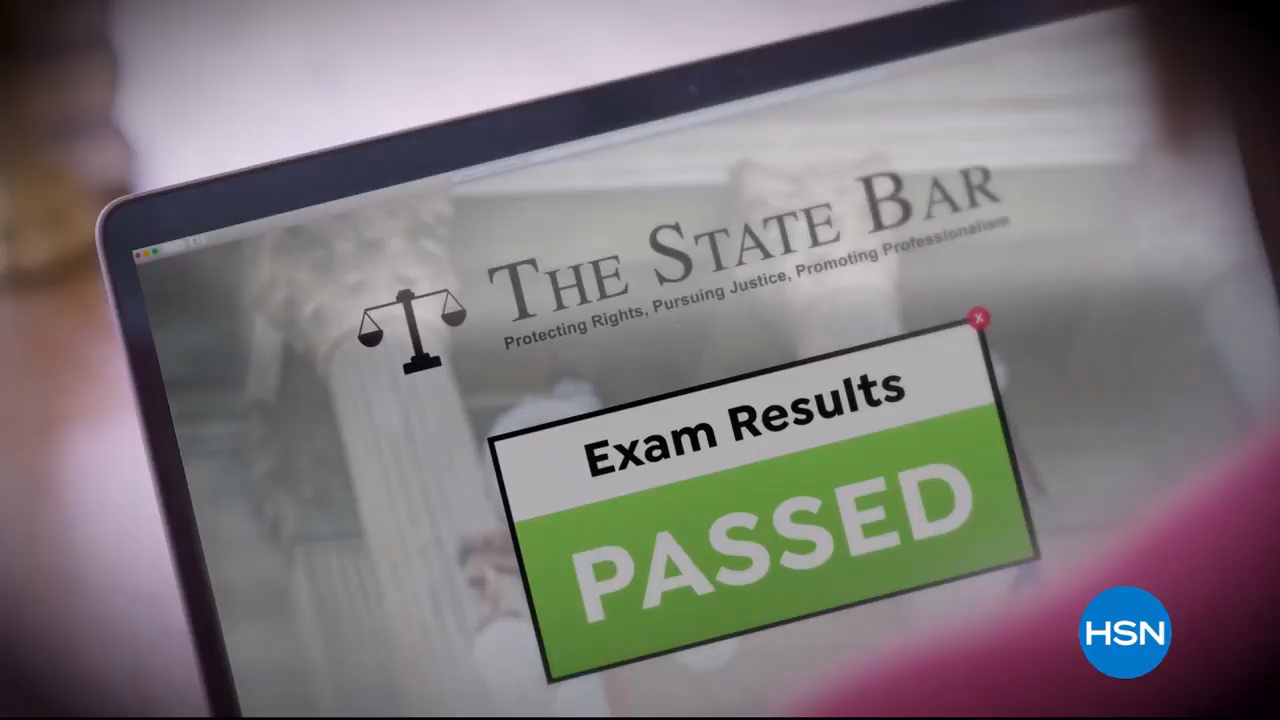 THE STATE BAR
Protecting Rights, Pursuing Justice, Promoting Professionalism
Exam Results
PASSED
HSN